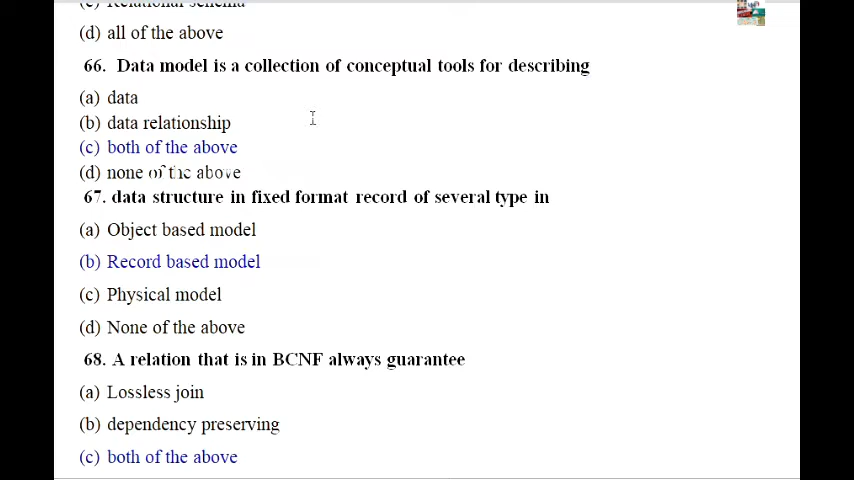 (c) Relational schema
(d) all of the above
66. Data model is a collection of conceptual tools for describing
(a) data
(b) data relationship
(c) both of the above
(d) none of the above
67. data structure in fixed format record of several type in
(a) Object based model
(b) Record based model
(c) Physical model
(d) None of the above
68. A relation that is in BCNF always guarantee
(a) Lossless join
(b) dependency preserving
(c) both of the above